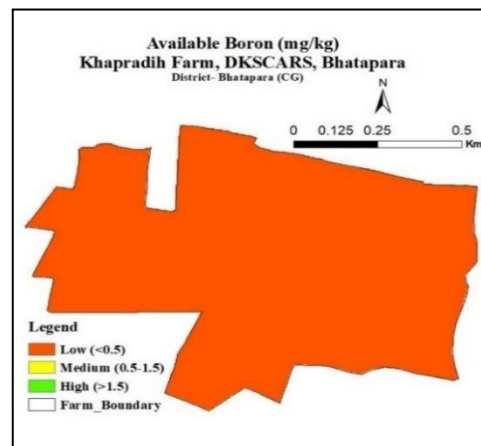 Available Boron (mg/kg)
Khapradih Farm, DKSCARS, Bhatapara
District- Bhatapara (CG)
N
0 0.125 0.25 0.5
Km
Legend
Low (<0.5)
Medium (0.5-1.5)
High (>1.5)
Farm_Boundary